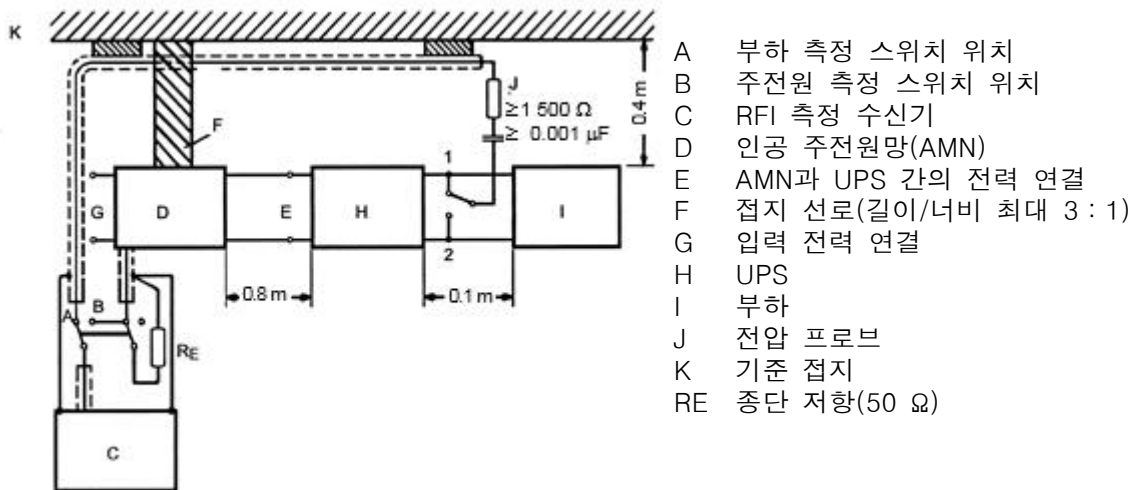 K
J
≥1 500 Ω
≥ 0.001 μF
0.4 m
F
1
G
D
E
H
I
2
0.8 m
0.1 m
A
B
RE
C
A 부하 측정 스위치 위치
B 주전원 측정 스위치 위치
C RFI 측정 수신기
D 인공 주전원망(AMN)
E AMN과 UPS 간의 전력 연결
F 접지 선로(길이/너비 최대 3 : 1)
G 입력 전력 연결
H UPS
I 부하
J 전압 프로브
K 기준 접지
RE 종단 저항(50 Ω)